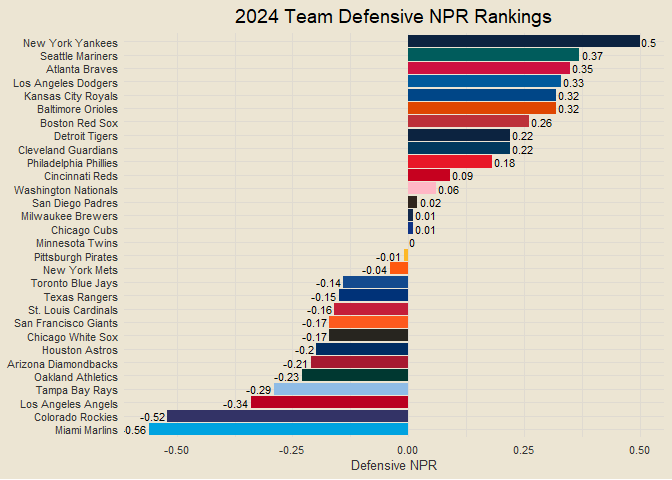 2024 Team Defensive NPR Rankings
New York Yankees 0.5
Seattle Mariners 0.37
Atlanta Braves 0.35
Los Angeles Dodgers 0.33
Kansas City Royals 0.32
Baltimore Orioles 0.32
Boston Red Sox 0.26
Detroit Tigers 0.22
Cleveland Guardians 0.22
Philadelphia Phillies 0.18
Cincinnati Reds 0.09
Washington Nationals 0.06
San Diego Padres 0.02
Milwaukee Brewers 0.01
Chicago Cubs 0.01
Minnesota Twins 0
Pittsburgh Pirates -0.01
New York Mets -0.04
Toronto Blue Jays -0.14
Texas Rangers -0.15
St. Louis Cardinals -0.16
San Francisco Giants -0.17
Chicago White Sox -0.17
Houston Astros -0.2
Arizona Diamondbacks -0.21
Oakland Athletics -0.23
Tampa Bay Rays -0.29
Los Angeles Angels -0.34
Colorado Rockies -0.52
Miami Marlins -0.56
-0.50 -0.25 0.00 0.25 0.50
Defensive NPR